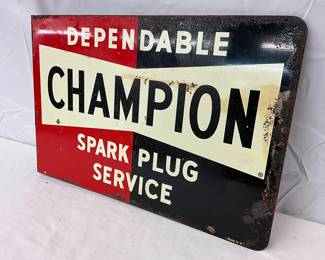 DEPENDABLE
CHAMPION
SPARK PLUG
SERVICE
®